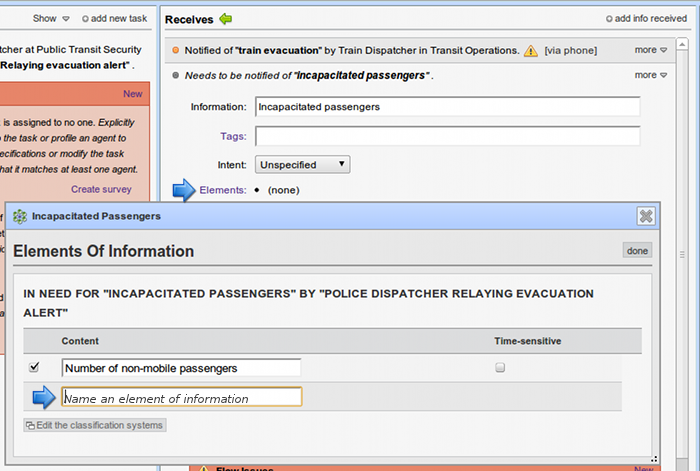 Show
add new task
Receives
add info received
tcher at Public Transit Security
Relaying evacuation alert" .
New
is assigned to no one. Explicitly
the task or profile an agent to
ecifications or modify the task
hat it matches at least one agent.
Create survey
Notified of "train evacuation" by Train Dispatcher in Transit Operations. [via phone]
more
Needs to be notified of "Incapacitated passengers" .
more
Information: Incapacitated passengers
Tags:
Intent: Unspecified
Elements: • (none)
Incapacitated Passengers
Elements Of Information
done
IN NEED FOR "INCAPACITATED PASSENGERS" BY "POLICE DISPATCHER RELAYING EVACUATION
ALERT"
Content Time-sensitive
Number of non-mobile passengers
Name an element of information
Edit the classification systems
Flow Issues
New